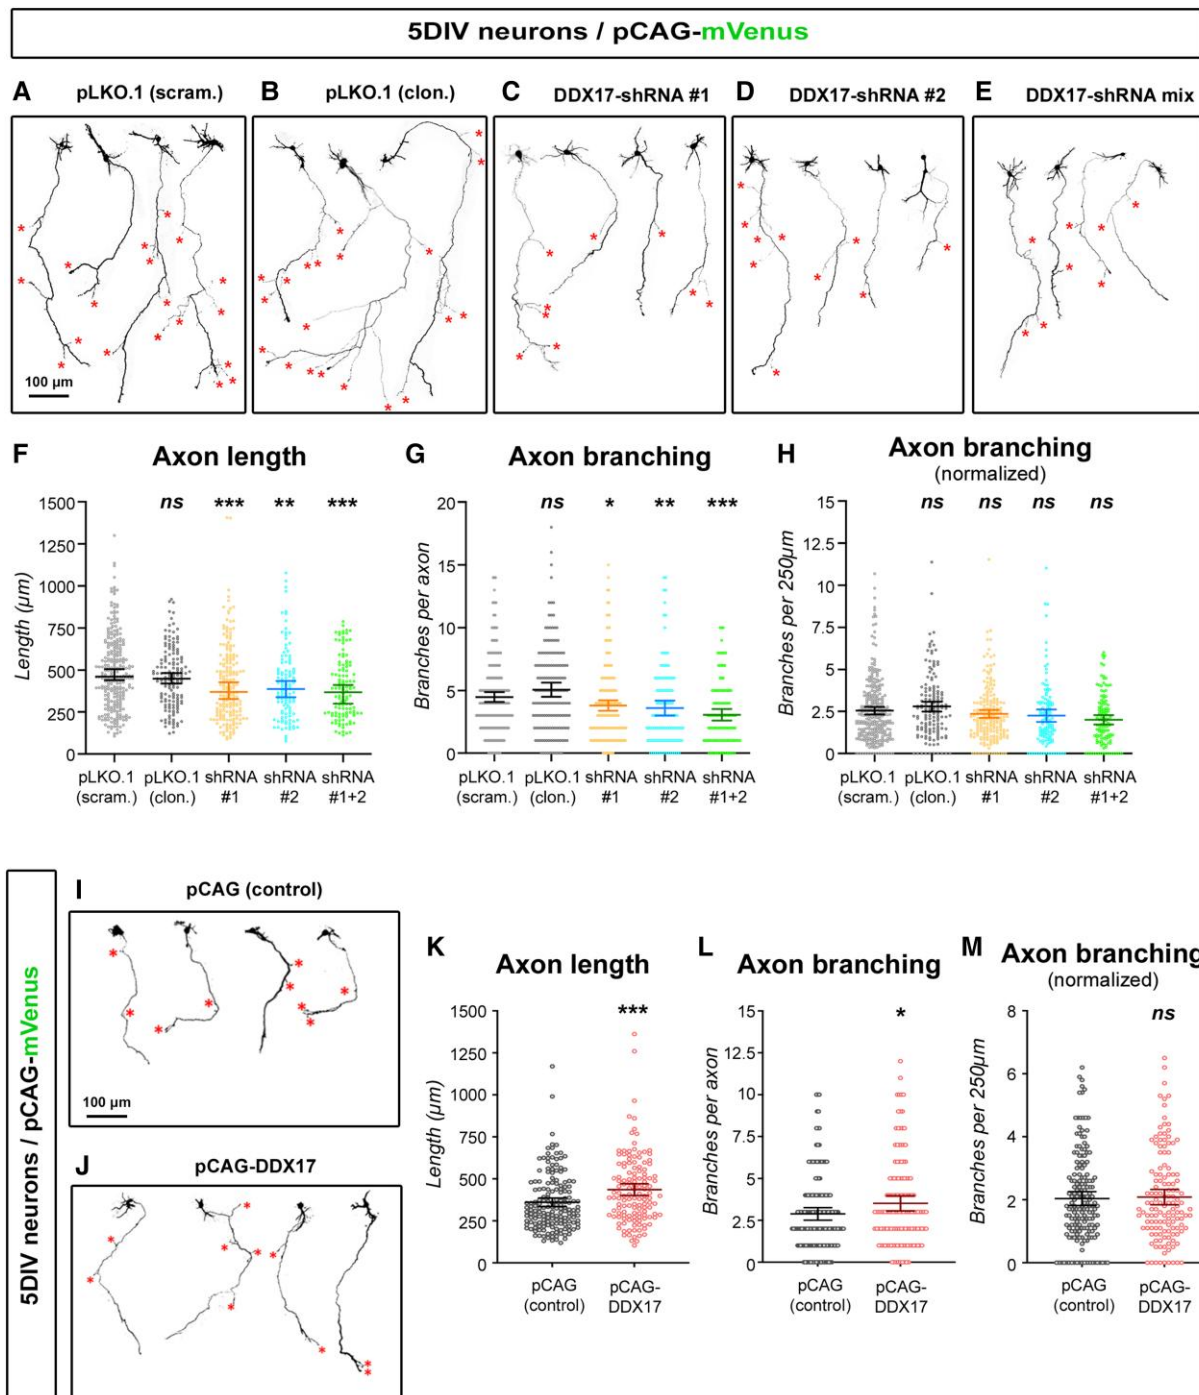 5DIV neurons / pCAG-mVenus
A pLKO.1 (scram.)
B pLKO.1 (clon.)
C DDX17-shRNA #1
D DDX17-shRNA #2
E DDX17-shRNA mix
100 µm
F Axon length
ns *** ** ***
Length (µm)
1500
1250
1000
750
500
250
0
pLKO.1 (scram.)
pLKO.1 (clon.)
shRNA #1
shRNA #2
shRNA #1+2
G Axon branching
ns * ** ***
Branches per axon
20
15
10
5
0
pLKO.1 (scram.)
pLKO.1 (clon.)
shRNA #1
shRNA #2
shRNA #1+2
H Axon branching
(normalized)
ns ns ns ns
Branches per 250µm
15
12.5
10
7.5
5
2.5
0
pLKO.1 (scram.)
pLKO.1 (clon.)
shRNA #1
shRNA #2
shRNA #1+2
5DIV neurons / pCAG-mVenus
I pCAG (control)
100 µm
J pCAG-DDX17
K Axon length
***
Length (µm)
1500
1250
1000
750
500
250
0
pCAG (control)
pCAG-DDX17
L Axon branching
*
Branches per axon
15
12.5
10
7.5
5
2.5
0
pCAG (control)
pCAG-DDX17
M Axon branching
(normalized)
ns
Branches per 250µm
8
6
4
2
0
pCAG (control)
pCAG-DDX17